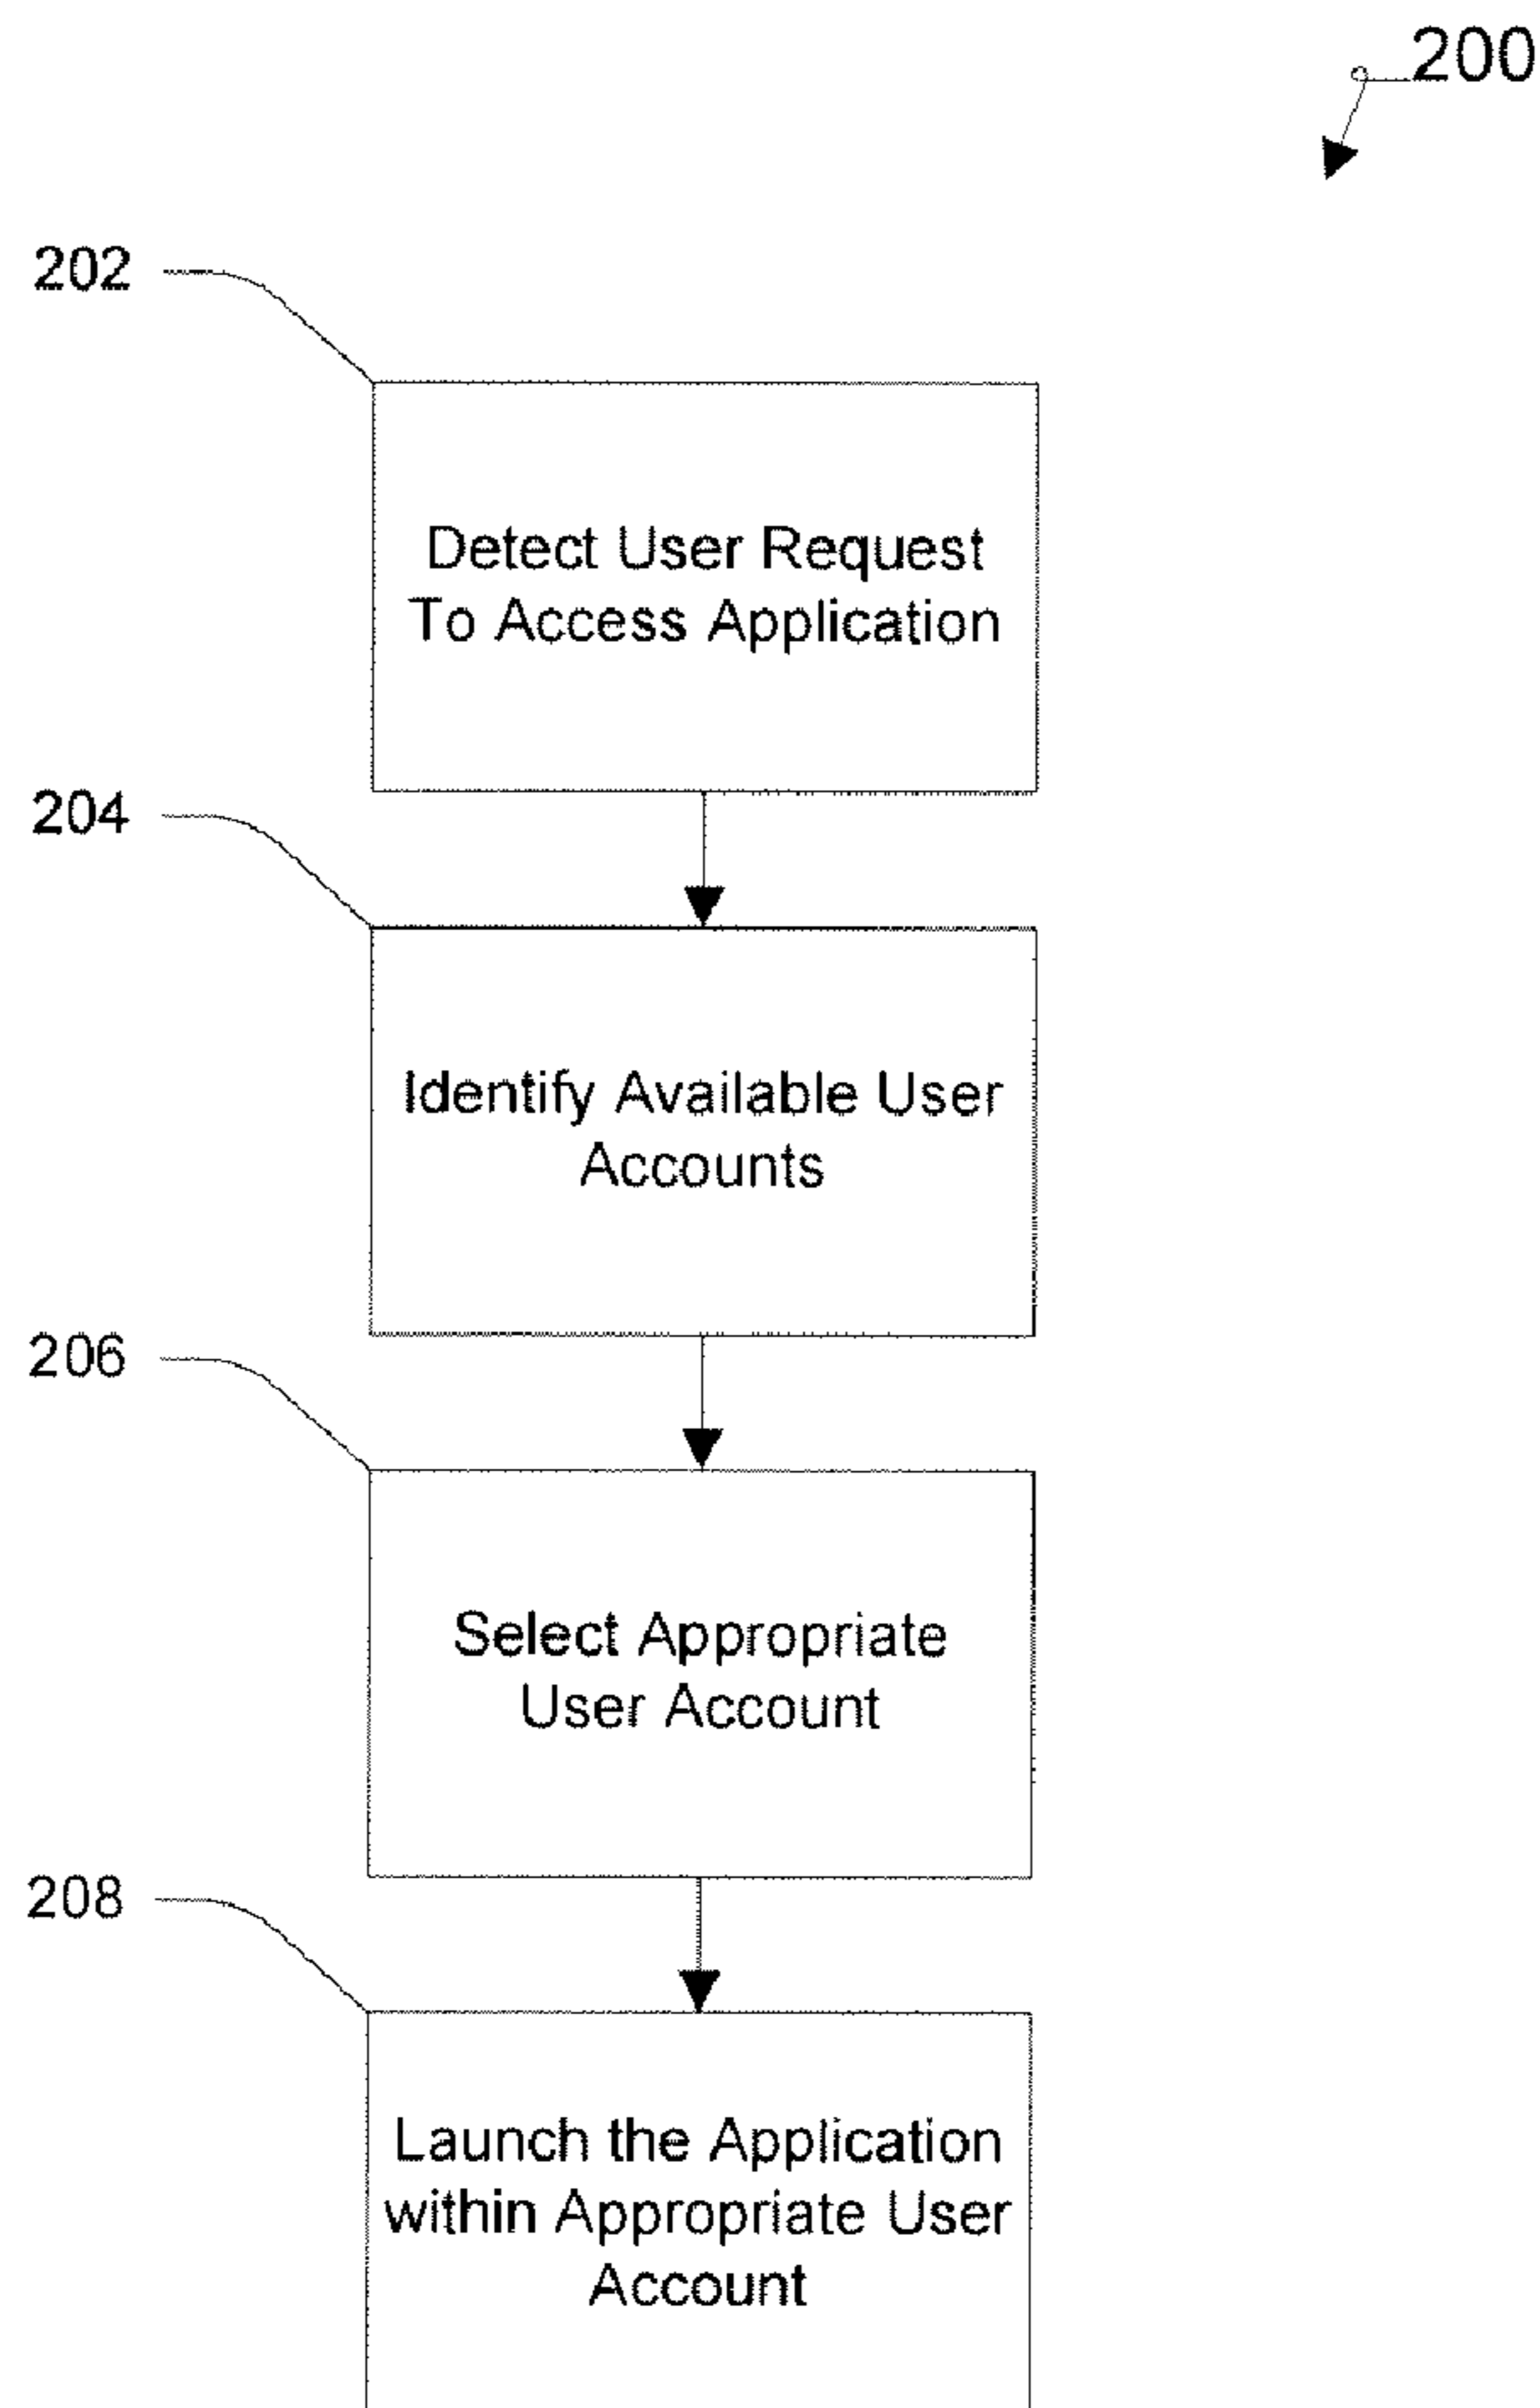 200
202
Detect User Request
To Access Application
204
Identify Available User
Accounts
206
Select Appropriate
User Account
208
Launch the Application
within Appropriate User
Account